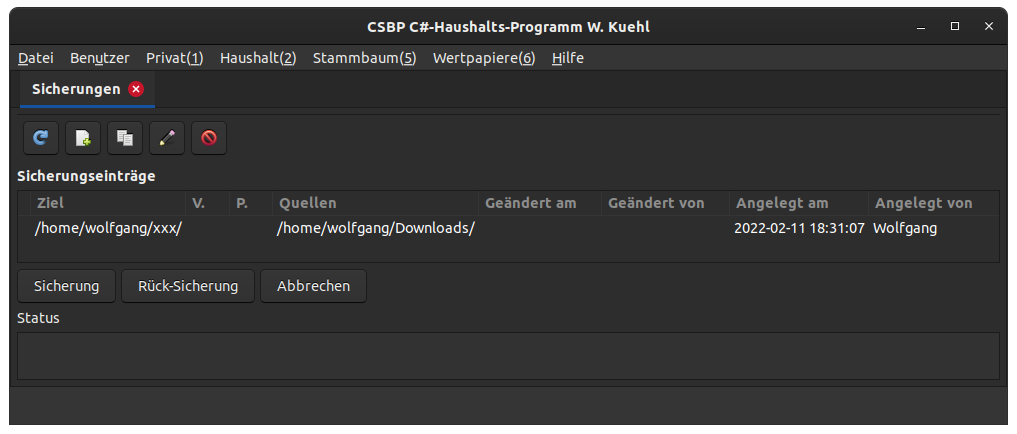 CSBP C#-Haushalts-Programm W. Kuehl
Datei Benutzer Privat(1) Haushalt(2) Stammbaum(5) Wertpapiere(6) Hilfe
Sicherungen
Sicherungseinträge
Ziel V. P. Quellen Geändert am Geändert von Angelegt am Angelegt von
/home/wolfgang/xxx/ /home/wolfgang/Downloads/ 2022-02-11 18:31:07 Wolfgang
Sicherung Rück-Sicherung Abbrechen
Status